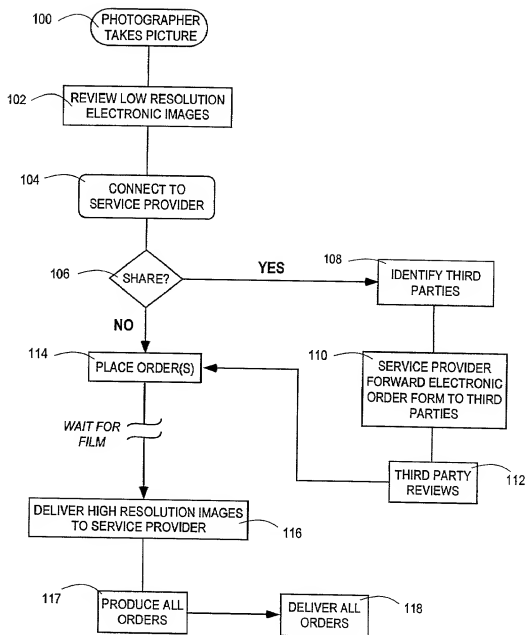 100
PHOTOGRAPHER
TAKES PICTURE
102
REVIEW LOW RESOLUTION
ELECTRONIC IMAGES
104
CONNECT TO
SERVICE PROVIDER
106
SHARE?
YES
108
IDENTIFY THIRD
PARTIES
NO
110
SERVICE PROVIDER
FORWARD ELECTRONIC
ORDER FORM TO THIRD
PARTIES
114
PLACE ORDER(S)
WAIT FOR
FILM
THIRD PARTY
REVIEWS
112
DELIVER HIGH RESOLUTION IMAGES
TO SERVICE PROVIDER
116
117
PRODUCE ALL
ORDERS
DELIVER ALL
ORDERS
118